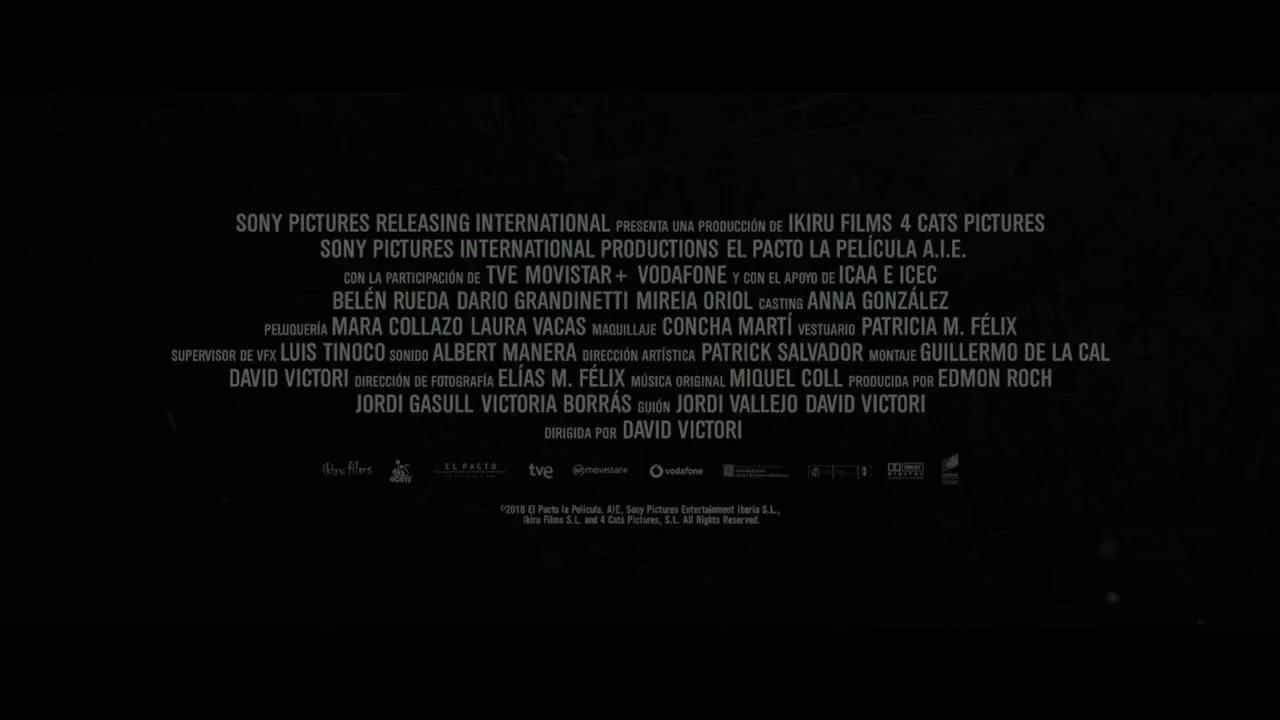 SONY PICTURES RELEASING INTERNATIONAL PRESENTA UNA PRODUCCIÓN DE IKIRU FILMS 4 CATS PICTURES
SONY PICTURES INTERNATIONAL PRODUCTIONS EL PACTO LA PELÍCULA A.I.E.
CON LA PARTICIPACIÓN DE TVE MOVISTAR+ VODAFONE Y CON EL APOYO DE ICAA E ICEC
BELÉN RUEDA DARIO GRANDINETTI MIREIA ORIOL CASTING ANNA GONZÁLEZ
PELUQUERÍA MARA COLLAZO LAURA VACAS MAQUILLAJE CONCHA MARTÍ VESTUARIO PATRICIA M. FÉLIX
SUPERVISOR DE VFX LUIS TINOCO SONIDO ALBERT MANERA DIRECCIÓN ARTÍSTICA PATRICK SALVADOR MONTAJE GUILLERMO DE LA CAL
DAVID VICTORI DIRECCIÓN DE FOTOGRAFÍA ELÍAS M. FÉLIX MÚSICA ORIGINAL MIQUEL COLL PRODUCIDA POR EDMON ROCH
JORDI GASULL VICTORIA BORRÁS GUIÓN JORDI VALLEJO DAVID VICTORI
DIRIGIDA POR DAVID VICTORI
ikiru films 4CATS EL PACTO tve movistar+ vodafone DOLBY DIGITAL
©2018 El Pacto la Película. AIE, Sony Pictures Entertainment Iberia S.L.,
Ikiru Films S.L. and 4 Cats Pictures, S.L. All Rights Reserved.